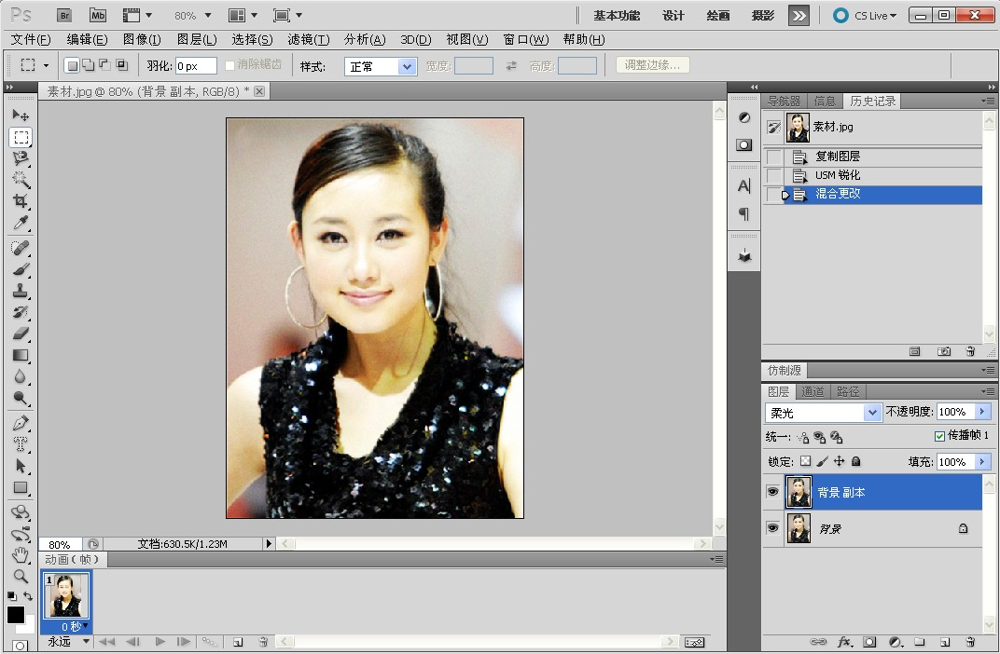 Ps Br Mb 80% 基本功能 设计 绘画 摄影 CS Live
文件(F) 编辑(E) 图像(I) 图层(L) 选择(S) 滤镜(T) 分析(A) 3D(D) 视图(V) 窗口(W) 帮助(H)
羽化: 0 px 消除锯齿 样式: 正常 宽度: 高度: 调整边缘...
素材.jpg @ 80% (背景 副本, RGB/8) *
导航器 信息 历史记录
素材.jpg
复制图层
USM 锐化
混合更改
仿制源
图层 通道 路径
柔光 不透明度: 100%
统一: 传播帧 1
锁定: 填充: 100%
背景 副本
背景
80% 文档:630.5K/1.23M
动画(帧)
1
0 秒
永远